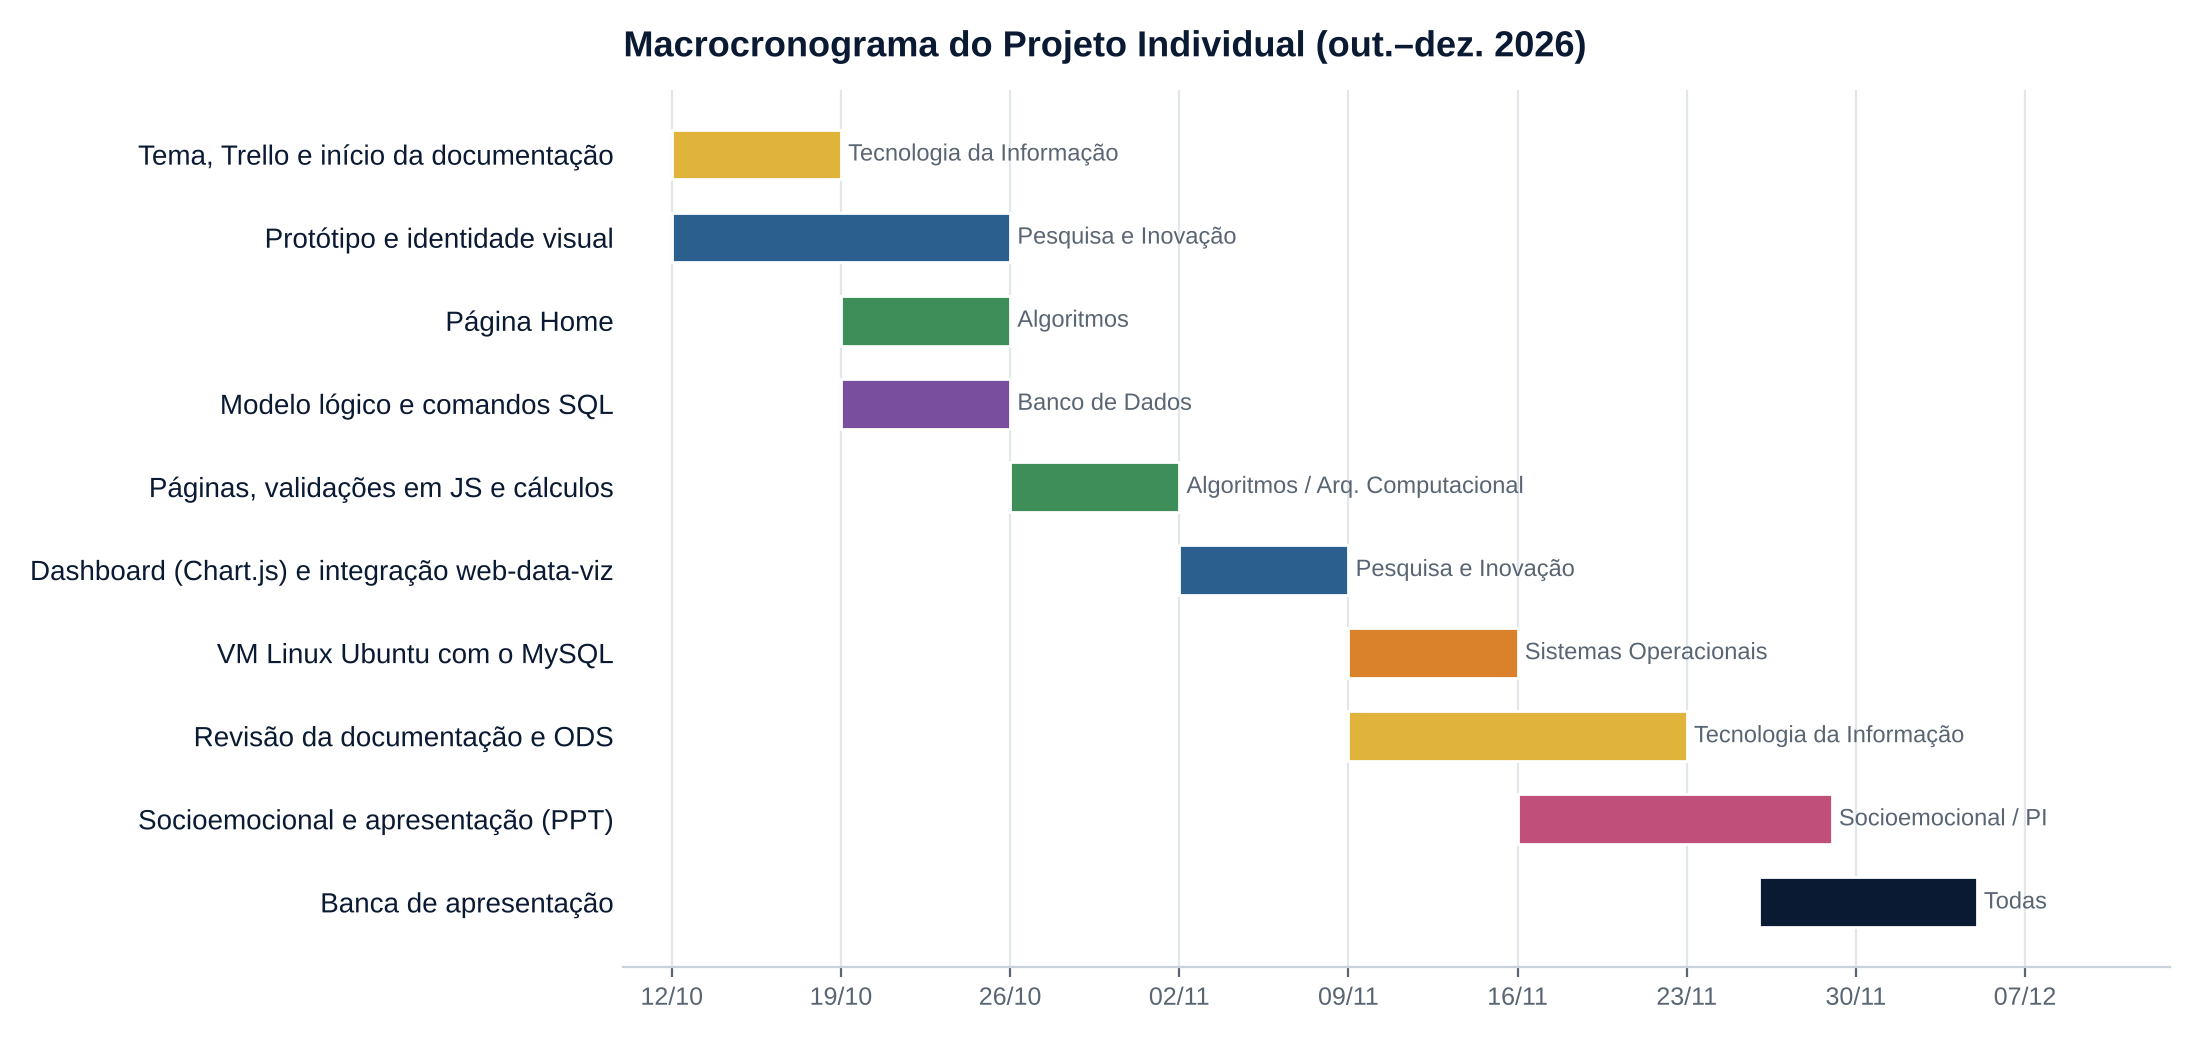 Macrocronograma do Projeto Individual (out.–dez. 2026)
Tema, Trello e início da documentação
Tecnologia da Informação
Protótipo e identidade visual
Pesquisa e Inovação
Página Home
Algoritmos
Modelo lógico e comandos SQL
Banco de Dados
Páginas, validações em JS e cálculos
Algoritmos / Arq. Computacional
Dashboard (Chart.js) e integração web-data-viz
Pesquisa e Inovação
VM Linux Ubuntu com o MySQL
Sistemas Operacionais
Revisão da documentação e ODS
Tecnologia da Informação
Socioemocional e apresentação (PPT)
Socioemocional / PI
Banca de apresentação
Todas
12/10 19/10 26/10 02/11 09/11 16/11 23/11 30/11 07/12